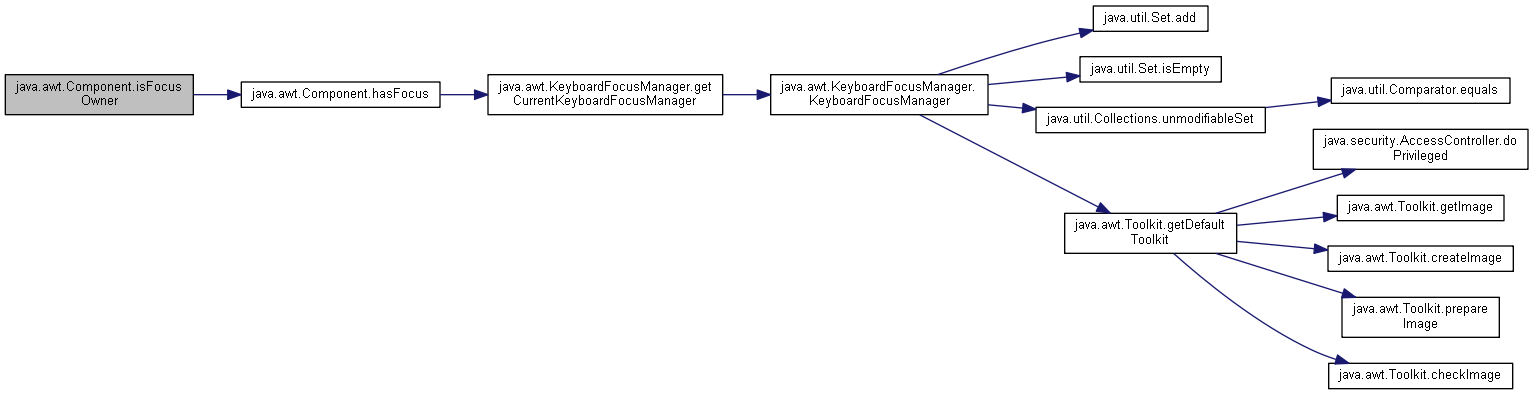 java.awt.Component.isFocus
Owner
java.awt.Component.hasFocus
java.awt.KeyboardFocusManager.get
CurrentKeyboardFocusManager
java.awt.KeyboardFocusManager.
KeyboardFocusManager
java.util.Set.add
java.util.Set.isEmpty
java.util.Collections.unmodifiableSet
java.util.Comparator.equals
java.awt.Toolkit.getDefault
Toolkit
java.security.AccessController.do
Privileged
java.awt.Toolkit.getImage
java.awt.Toolkit.createImage
java.awt.Toolkit.prepare
Image
java.awt.Toolkit.checkImage